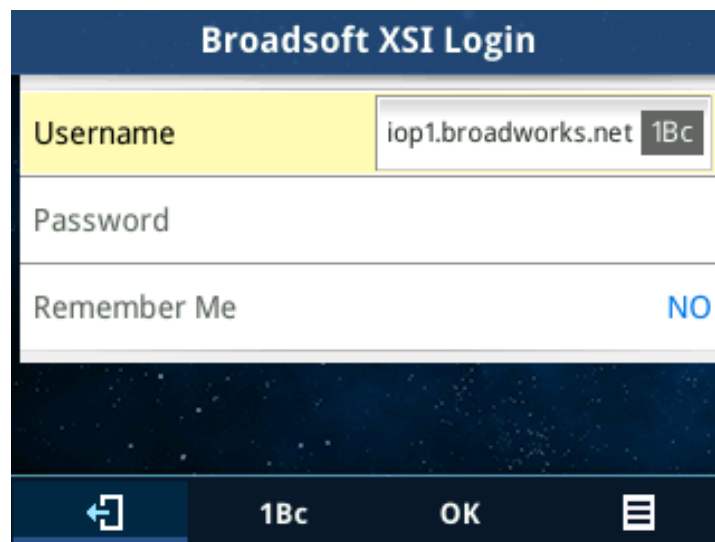 Broadsoft XSI Login
Username iop1.broadworks.net 1Bc
Password
Remember Me NO
1Bc OK